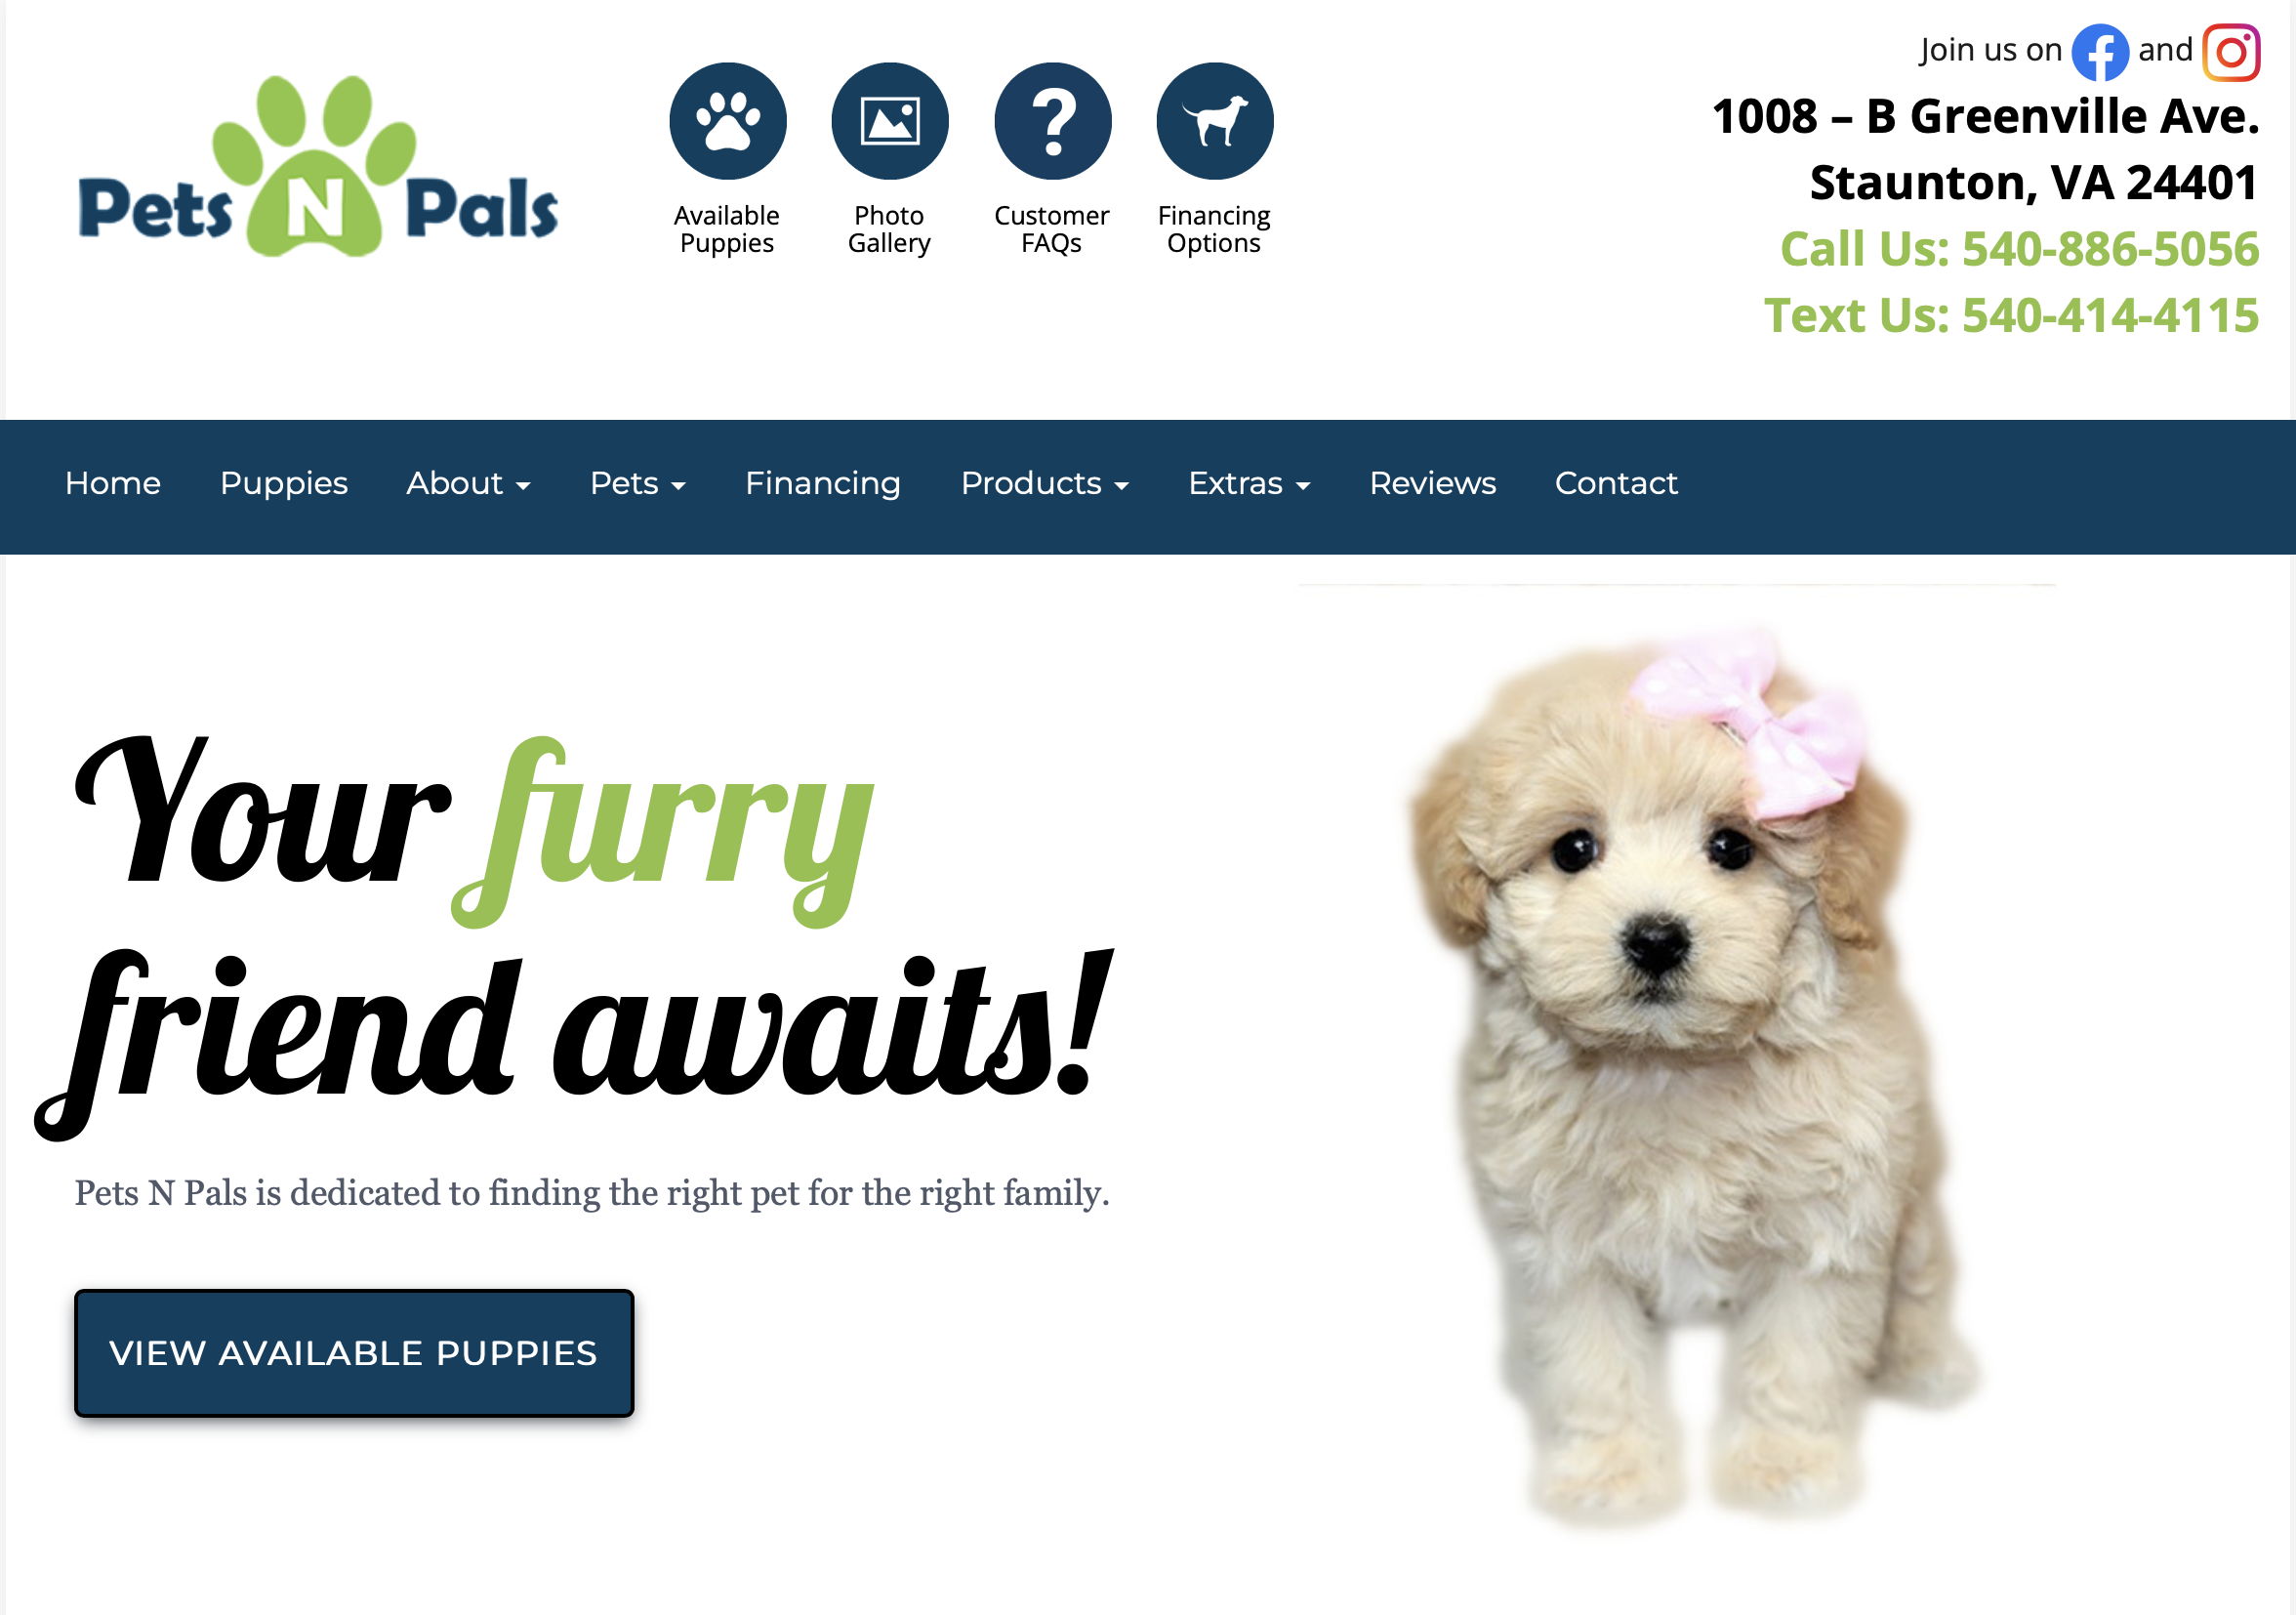 Pets N Pals
Available
Puppies
Photo
Gallery
?
Customer
FAQs
Financing
Options
Join us on and
1008 – B Greenville Ave.
Staunton, VA 24401
Call Us: 540-886-5056
Text Us: 540-414-4115
Home Puppies About Pets Financing Products Extras Reviews Contact
Your furry
friend awaits!
Pets N Pals is dedicated to finding the right pet for the right family.
VIEW AVAILABLE PUPPIES